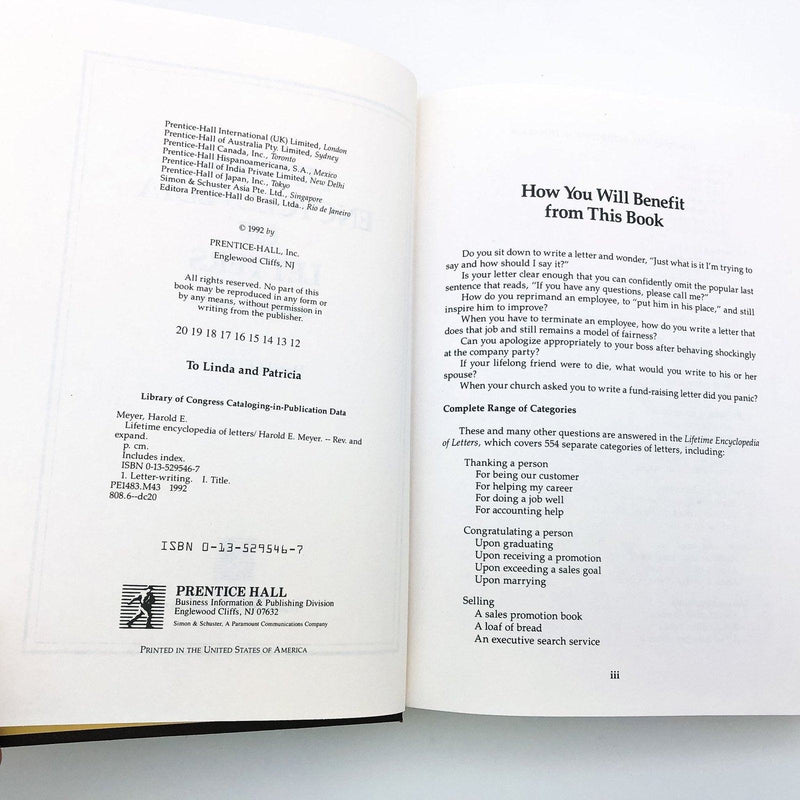 Prentice-Hall International (UK) Limited, London
Prentice-Hall of Australia Pty. Limited, Sydney
Prentice-Hall Canada, Inc., Toronto
Prentice-Hall Hispanoamericana, S.A., Mexico
Prentice-Hall of India Private Limited, New Delhi
Prentice-Hall of Japan, Inc., Tokyo
Simon & Schuster Asia Pte. Ltd., Singapore
Editora Prentice-Hall do Brasil, Ltda., Rio de Janeiro
© 1992 by
PRENTICE-HALL, Inc.
Englewood Cliffs, NJ
All rights reserved. No part of this
book may be reproduced in any form or
by any means, without permission in
writing from the publisher.
20 19 18 17 16 15 14 13 12
To Linda and Patricia
Library of Congress Cataloging-in-Publication Data
Meyer, Harold E.
Lifetime encyclopedia of letters/ Harold E. Meyer. -- Rev. and
expand.
p. cm.
Includes index.
ISBN 0-13-529546-7
1. Letter-writing. I. Title.
PE1483.M43 1992
808.6--dc20
ISBN 0-13-529546-7
PRENTICE HALL
Business Information & Publishing Division
Englewood Cliffs, NJ 07632
Simon & Schuster, A Paramount Communications Company
PRINTED IN THE UNITED STATES OF AMERICA
How You Will Benefit
from This Book
Do you sit down to write a letter and wonder, "Just what is it I'm trying to
say and how should I say it?"
Is your letter clear enough that you can confidently omit the popular last
sentence that reads, "If you have any questions, please call me?"
How do you reprimand an employee, to "put him in his place," and still
inspire him to improve?
When you have to terminate an employee, how do you write a letter that
does that job and still remains a model of fairness?
Can you apologize appropriately to your boss after behaving shockingly
at the company party?
If your lifelong friend were to die, what would you write to his or her
spouse?
When your church asked you to write a fund-raising letter did you panic?
Complete Range of Categories
These and many other questions are answered in the Lifetime Encyclopedia
of Letters, which covers 554 separate categories of letters, including:
Thanking a person
For being our customer
For helping my career
For doing a job well
For accounting help
Congratulating a person
Upon graduating
Upon receiving a promotion
Upon exceeding a sales goal
Upon marrying
Selling
A sales promotion book
A loaf of bread
An executive search service
iii